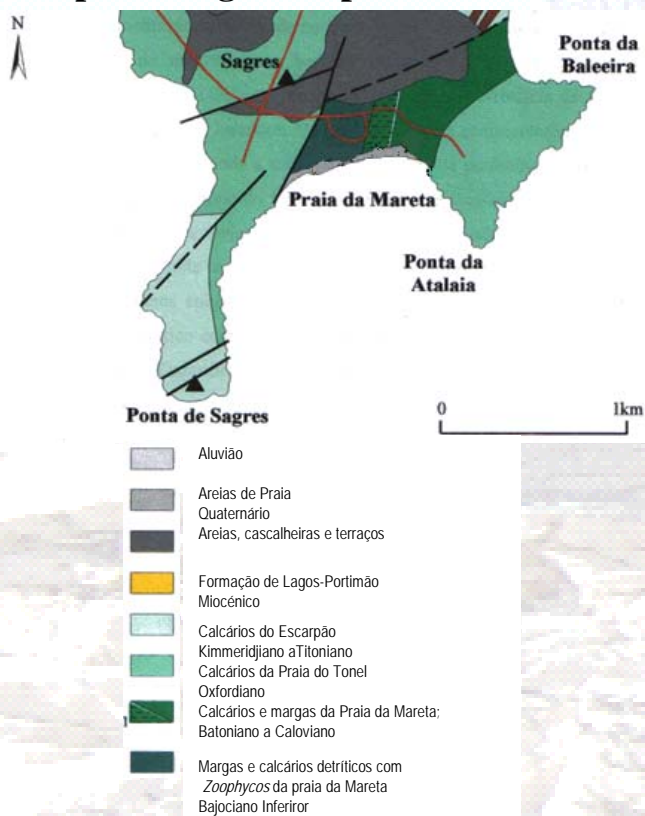 N
Sagres
Ponta da
Baleeira
Praia da Mareta
Ponta da
Atalaia
Ponta de Sagres
0 1km
Aluvião
Areias de Praia
Quaternário
Areias, cascalheiras e terraços
Formação de Lagos-Portimão
Miocénico
Calcários do Escarpão
Kimmeridjiano aTitoniano
Calcários da Praia do Tonel
Oxfordiano
Calcários e margas da Praia da Mareta;
Batoniano a Caloviano
Margas e calcários detríticos com
Zoophycos da praia da Mareta
Bajociano Inferiror